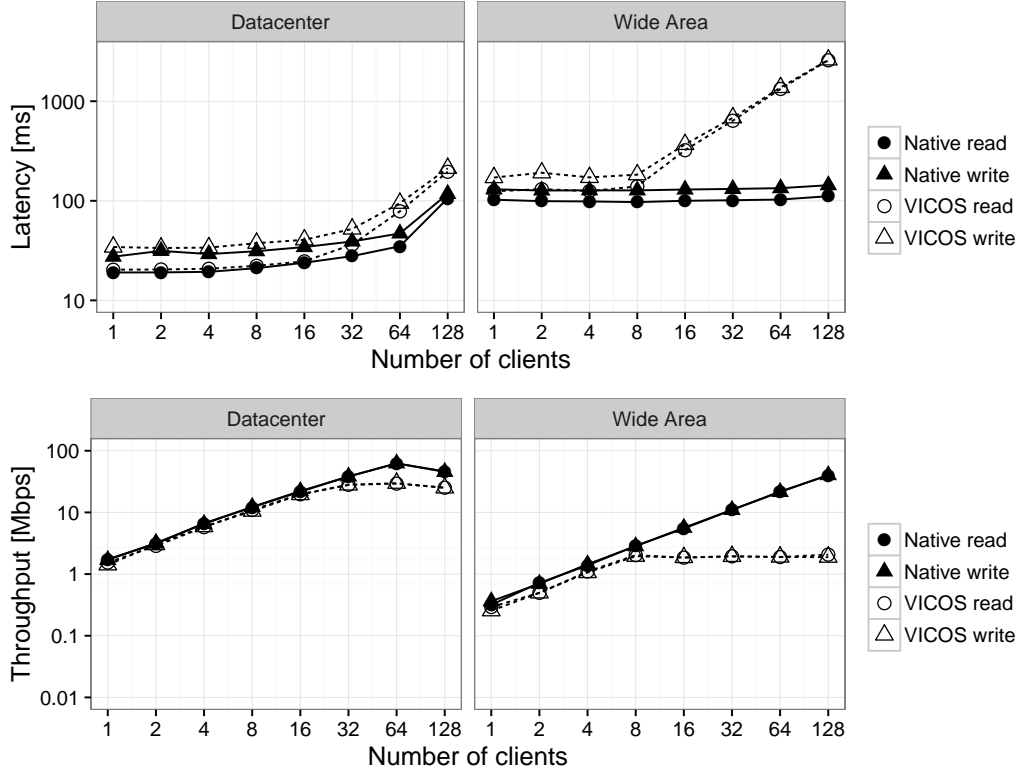 Datacenter Wide Area
Latency [ms]
1000
100
10
1 2 4 8 16 32 64 128 1 2 4 8 16 32 64 128
Number of clients
Native read
Native write
VICOS read
VICOS write
Datacenter Wide Area
Throughput [Mbps]
100
10
1
0.1
0.01
1 2 4 8 16 32 64 128 1 2 4 8 16 32 64 128
Number of clients
Native read
Native write
VICOS read
VICOS write